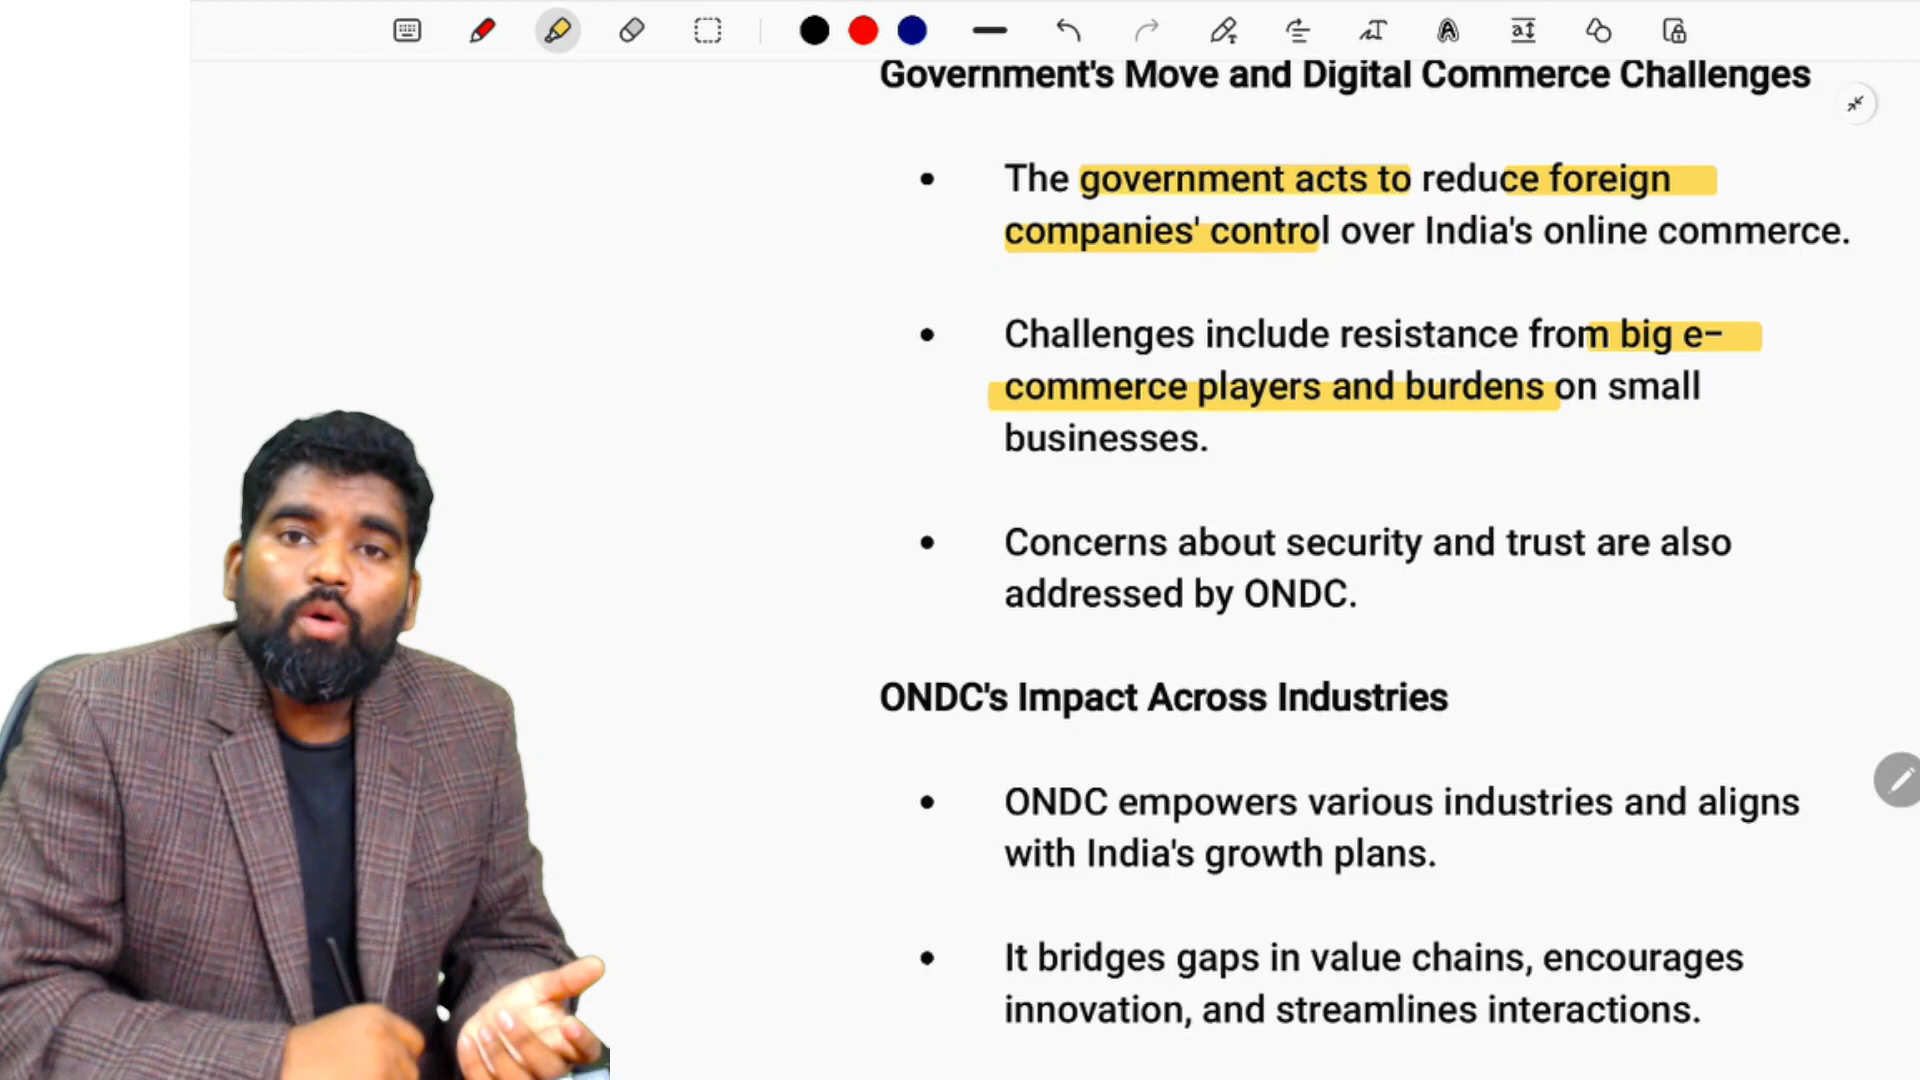 Government's Move and Digital Commerce Challenges
• The government acts to reduce foreign
companies' control over India's online commerce.
• Challenges include resistance from big e-
commerce players and burdens on small
businesses.
• Concerns about security and trust are also
addressed by ONDC.
ONDC's Impact Across Industries
• ONDC empowers various industries and aligns
with India's growth plans.
• It bridges gaps in value chains, encourages
innovation, and streamlines interactions.